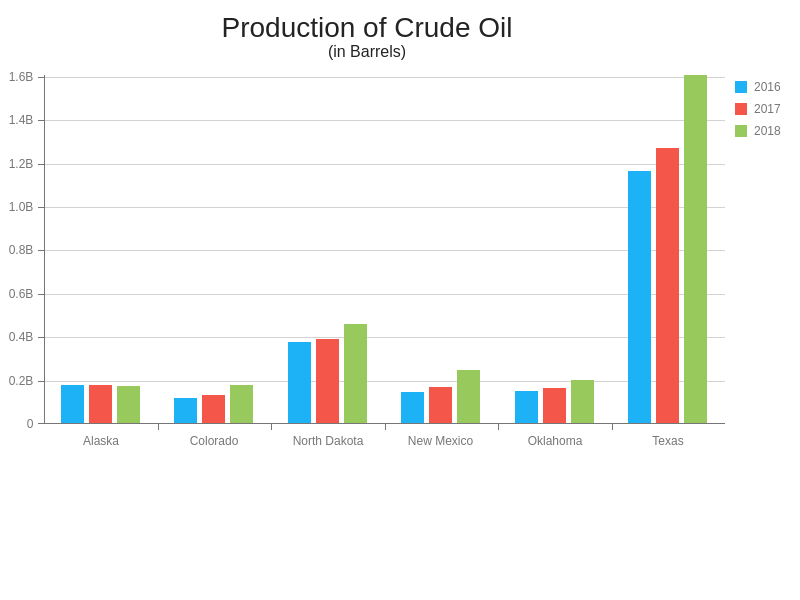 Production of Crude Oil
(in Barrels)
1.6B
1.4B
1.2B
1.0B
0.8B
0.6B
0.4B
0.2B
0
Alaska
Colorado
North Dakota
New Mexico
Oklahoma
Texas
2016
2017
2018